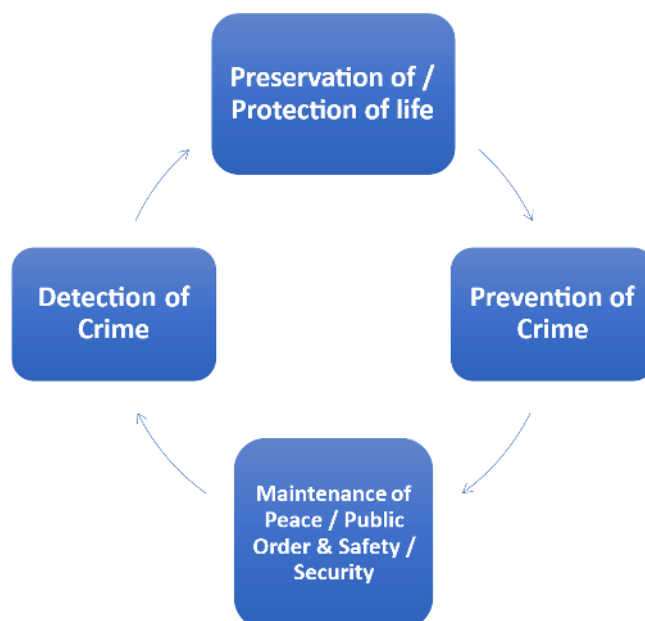 Preservation of /
Protection of life
Detection of
Crime
Prevention of
Crime
Maintenance of
Peace / Public
Order & Safety /
Security